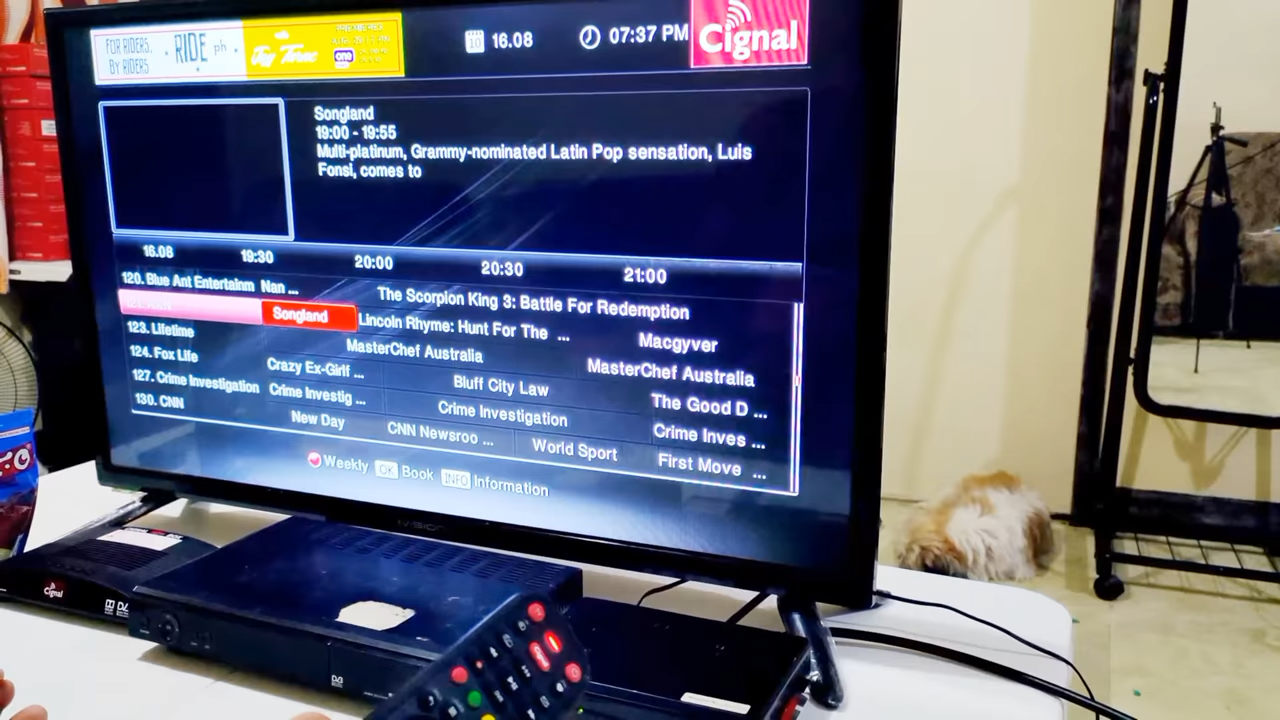 FOR RIDERS,
BY RIDERS
RIDE ph
one
10
16.08
07:37 PM
Cignal
Songland
19:00 - 19:55
Multi-platinum, Grammy-nominated Latin Pop sensation, Luis
Fonsi, comes to
16.08 19:30 20:00 20:30 21:00
120. Blue Ant Entertainm Nan ... The Scorpion King 3: Battle For Redemption
Songland Lincoln Rhyme: Hunt For The ... Macgyver
123. Lifetime MasterChef Australia MasterChef Australia
124. Fox Life Crazy Ex-Girlf ... Bluff City Law The Good D ...
127. Crime Investigation Crime Investig ... Crime Investigation Crime Inves ...
130. CNN New Day CNN Newsroo ... World Sport First Move ...
Weekly OK Book INFO Information
Cignal
DVB